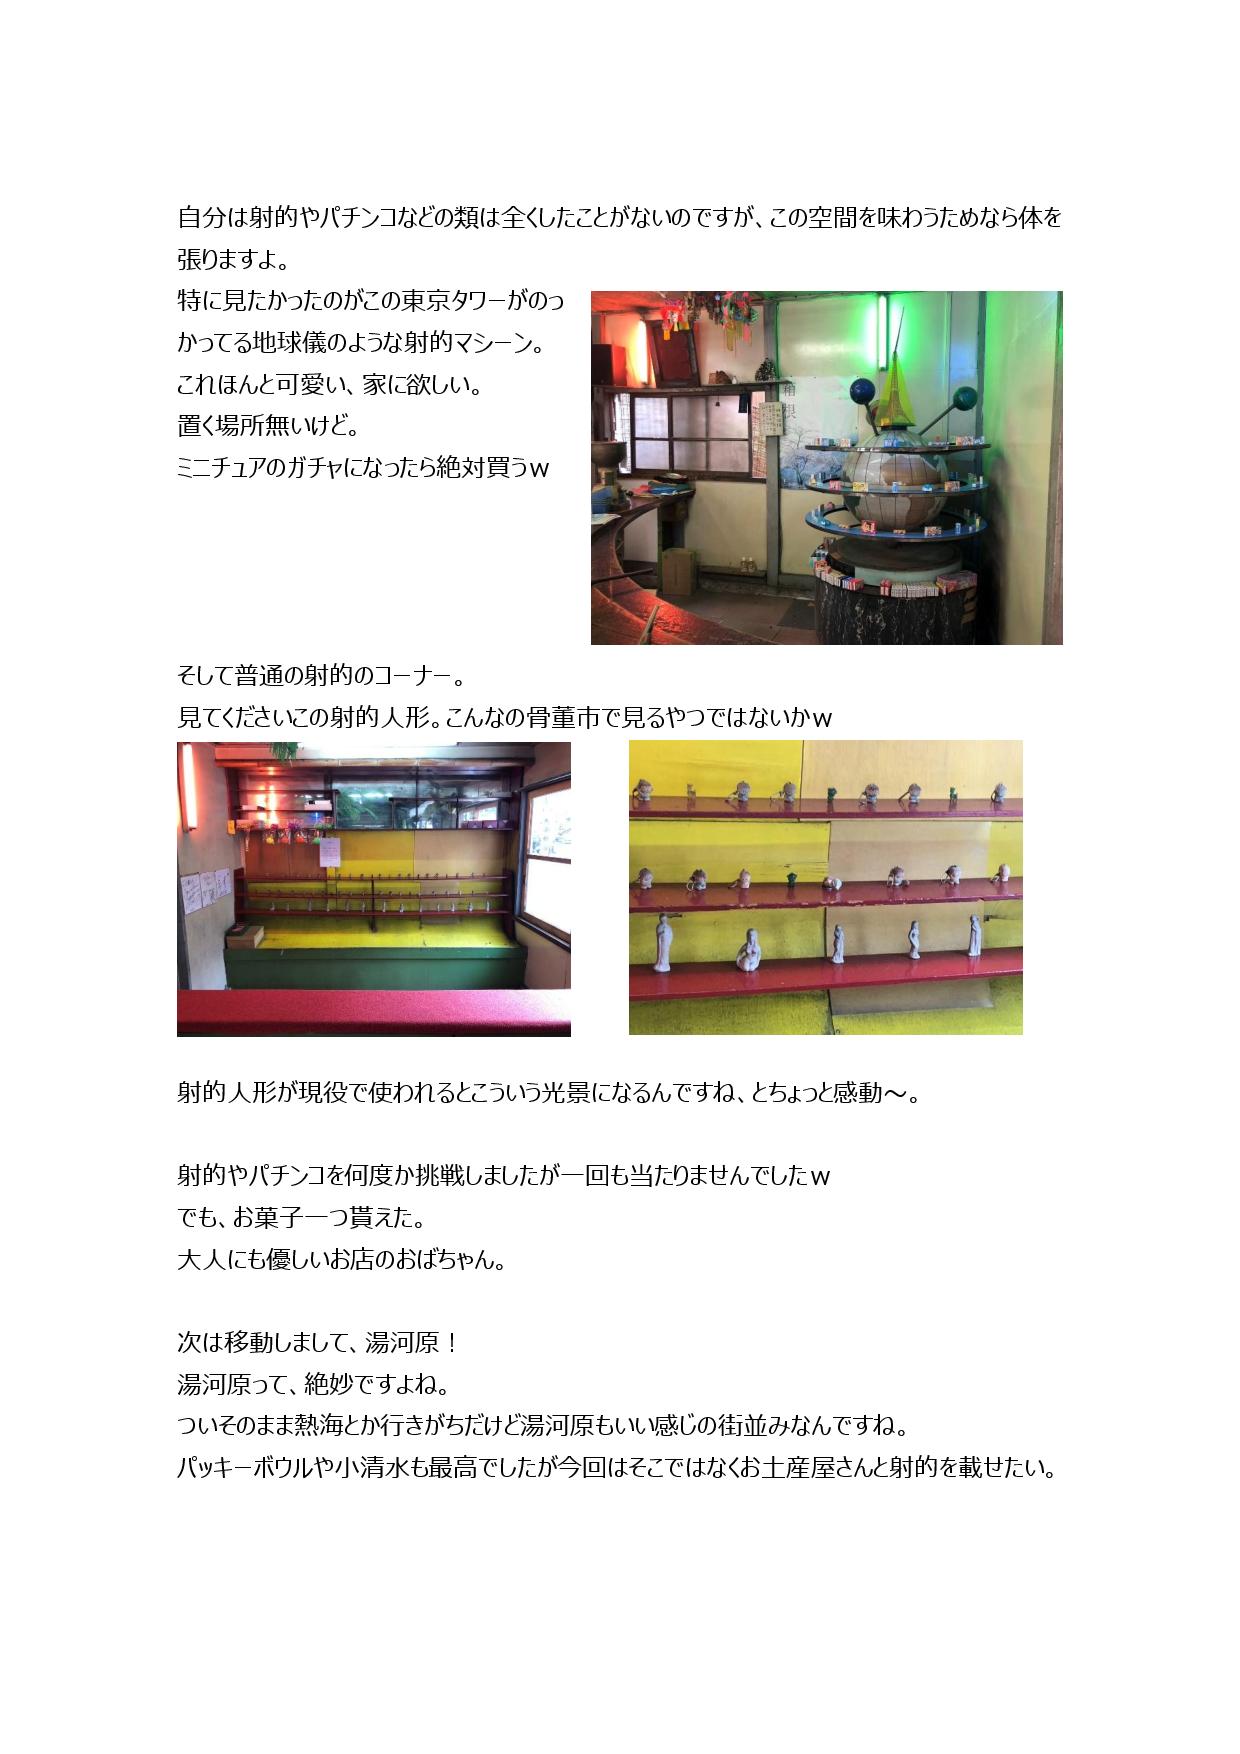 自分は射的やパチンコなどの類は全くしたことがないのですが、この空間を味わうためなら体を
張りますよ。
特に見たかったのがこの東京タワーがのっ
かってる地球儀のような射的マシーン。
これほんと可愛い、家に欲しい。
置く場所無いけど。
ミニチュアのガチャになったら絶対買うｗ
箱根
そして普通の射的のコーナー。
見てくださいこの射的人形。こんなの骨董市で見るやつではないかｗ
射的人形が現役で使われるとこういう光景になるんですね、とちょっと感動～。
射的やパチンコを何度か挑戦しましたが一回も当たりませんでしたｗ
でも、お菓子一つ貰えた。
大人にも優しいお店のおばちゃん。
次は移動しまして、湯河原！
湯河原って、絶妙ですよね。
ついそのまま熱海とか行きがちだけど湯河原もいい感じの街並みなんですね。
パッキーボウルや小清水も最高でしたが今回はそこではなくお土産屋さんと射的を載せたい。